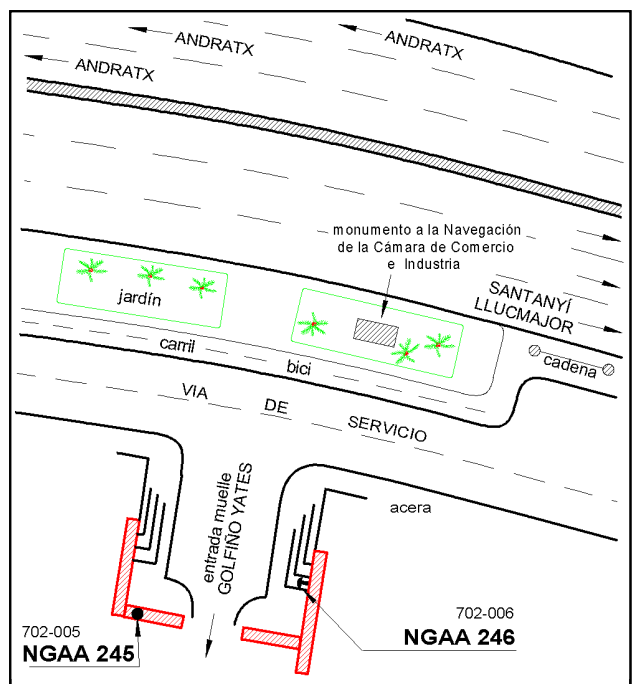 ANDRATX
ANDRATX
ANDRATX
monumento a la Navegación
de la Cámara de Comercio
e Industria
SANTANYÍ
LLUCMAJOR
jardín
carril
bici
cadena
VIA
DE
SERVICIO
entrada muelle
GOLFIÑO YATES
acera
702-005
NGAA 245
702-006
NGAA 246